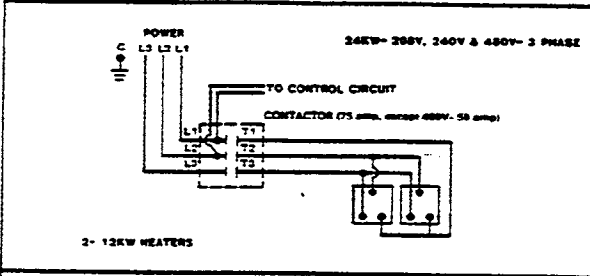 POWER
24KW- 208V, 240V & 480V- 3 PHASE
G L3 L2 L1
TO CONTROL CIRCUIT
CONTACTOR (75 amp, except 480V- 50 amp)
L1 T1
L2 T2
L3 T3
2- 12KW HEATERS